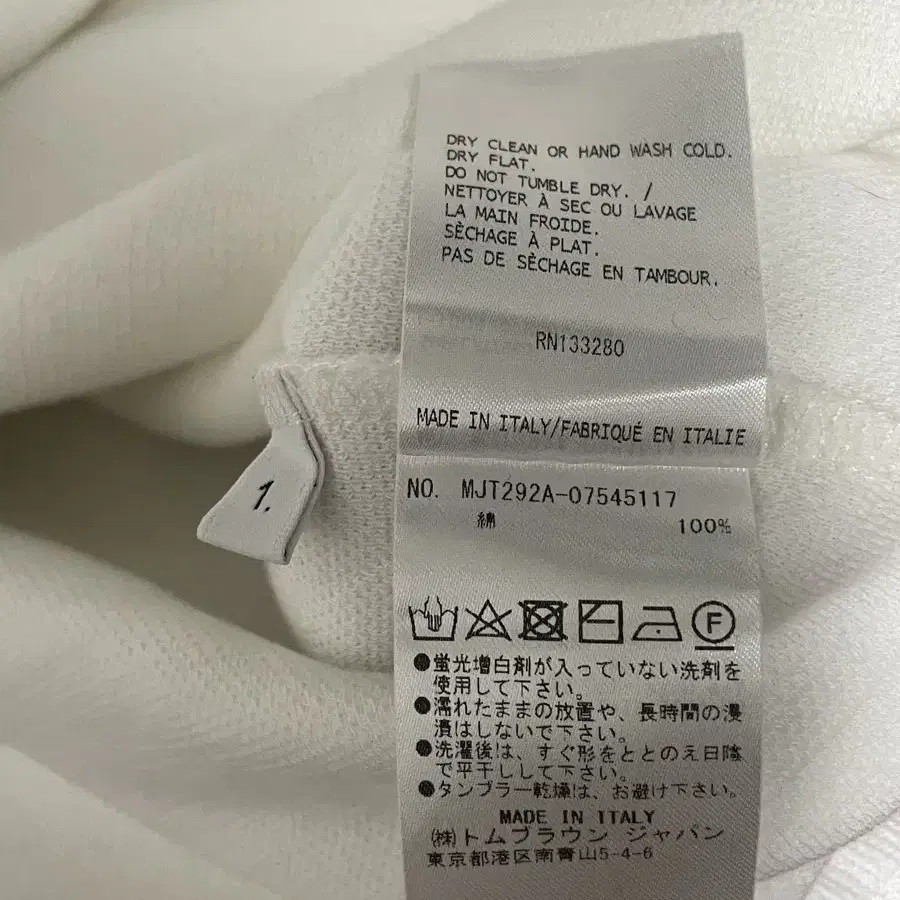 DRY CLEAN OR HAND WASH COLD.
DRY FLAT.
DO NOT TUMBLE DRY. /
NETTOYER À SEC OU LAVAGE
LA MAIN FROIDE.
SÈCHAGE À PLAT.
PAS DE SÈCHAGE EN TAMBOUR.
RN133280
MADE IN ITALY/FABRIQUÉ EN ITALIE
1.
NO. MJT292A-07545117
綿 100%
F
●蛍光増白剤が入っていない洗剤を
使用して下さい。
●濡れたままの放置や、長時間の浸
漬はしないで下さい。
●洗濯後は、すぐ形をととのえ日陰
で平干しして下さい。
●タンブラー乾燥は、お避け下さい。
MADE IN ITALY
㈱トムブラウン ジャパン
東京都港区南青山5-4-6